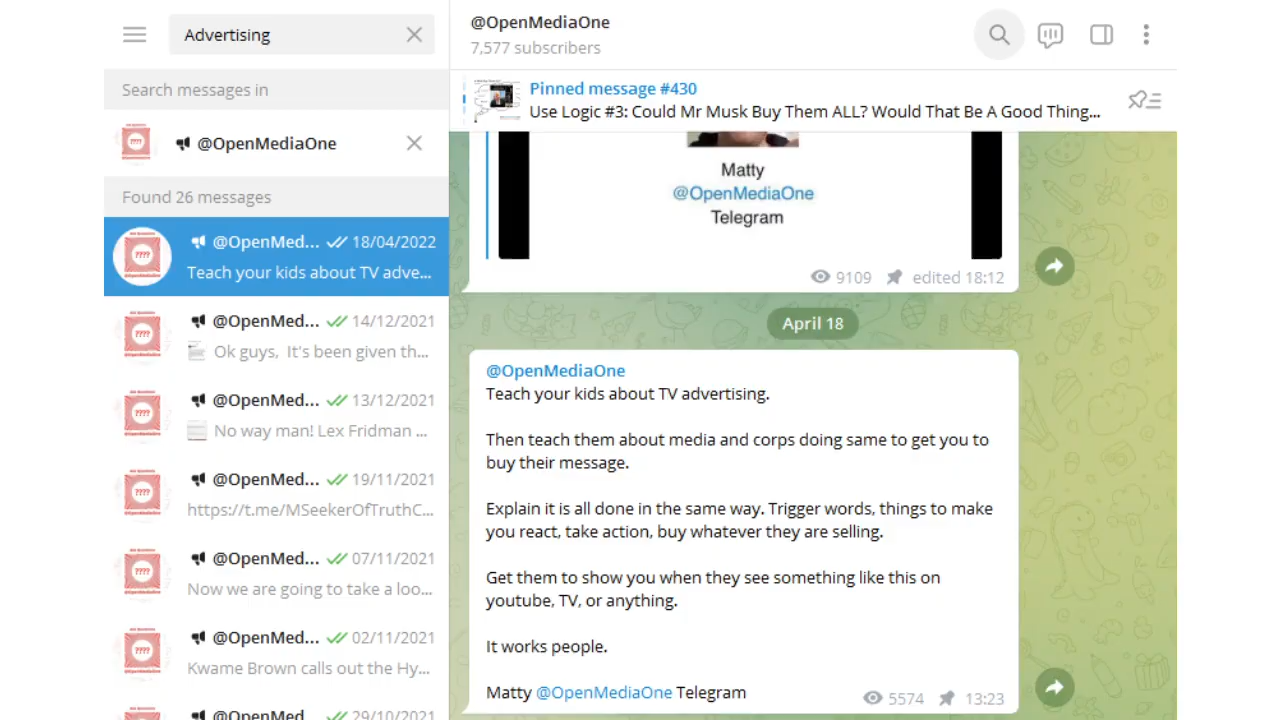 Advertising
Search messages in
@OpenMediaOne
Found 26 messages
@OpenMed... 18/04/2022
Teach your kids about TV adve...
@OpenMed... 14/12/2021
Ok guys, It's been given th...
@OpenMed... 13/12/2021
No way man! Lex Fridman ...
@OpenMed... 19/11/2021
https://t.me/MSeekerOfTruthC...
@OpenMed... 07/11/2021
Now we are going to take a loo...
@OpenMed... 02/11/2021
Kwame Brown calls out the Hy...
29/10/2021
@OpenMediaOne
7,577 subscribers
Pinned message #430
Use Logic #3: Could Mr Musk Buy Them ALL? Would That Be A Good Thing...
Matty
@OpenMediaOne
Telegram
9109 edited 18:12
April 18
@OpenMediaOne
Teach your kids about TV advertising.
Then teach them about media and corps doing same to get you to
buy their message.
Explain it is all done in the same way. Trigger words, things to make
you react, take action, buy whatever they are selling.
Get them to show you when they see something like this on
youtube, TV, or anything.
It works people.
Matty @OpenMediaOne Telegram
5574 13:23